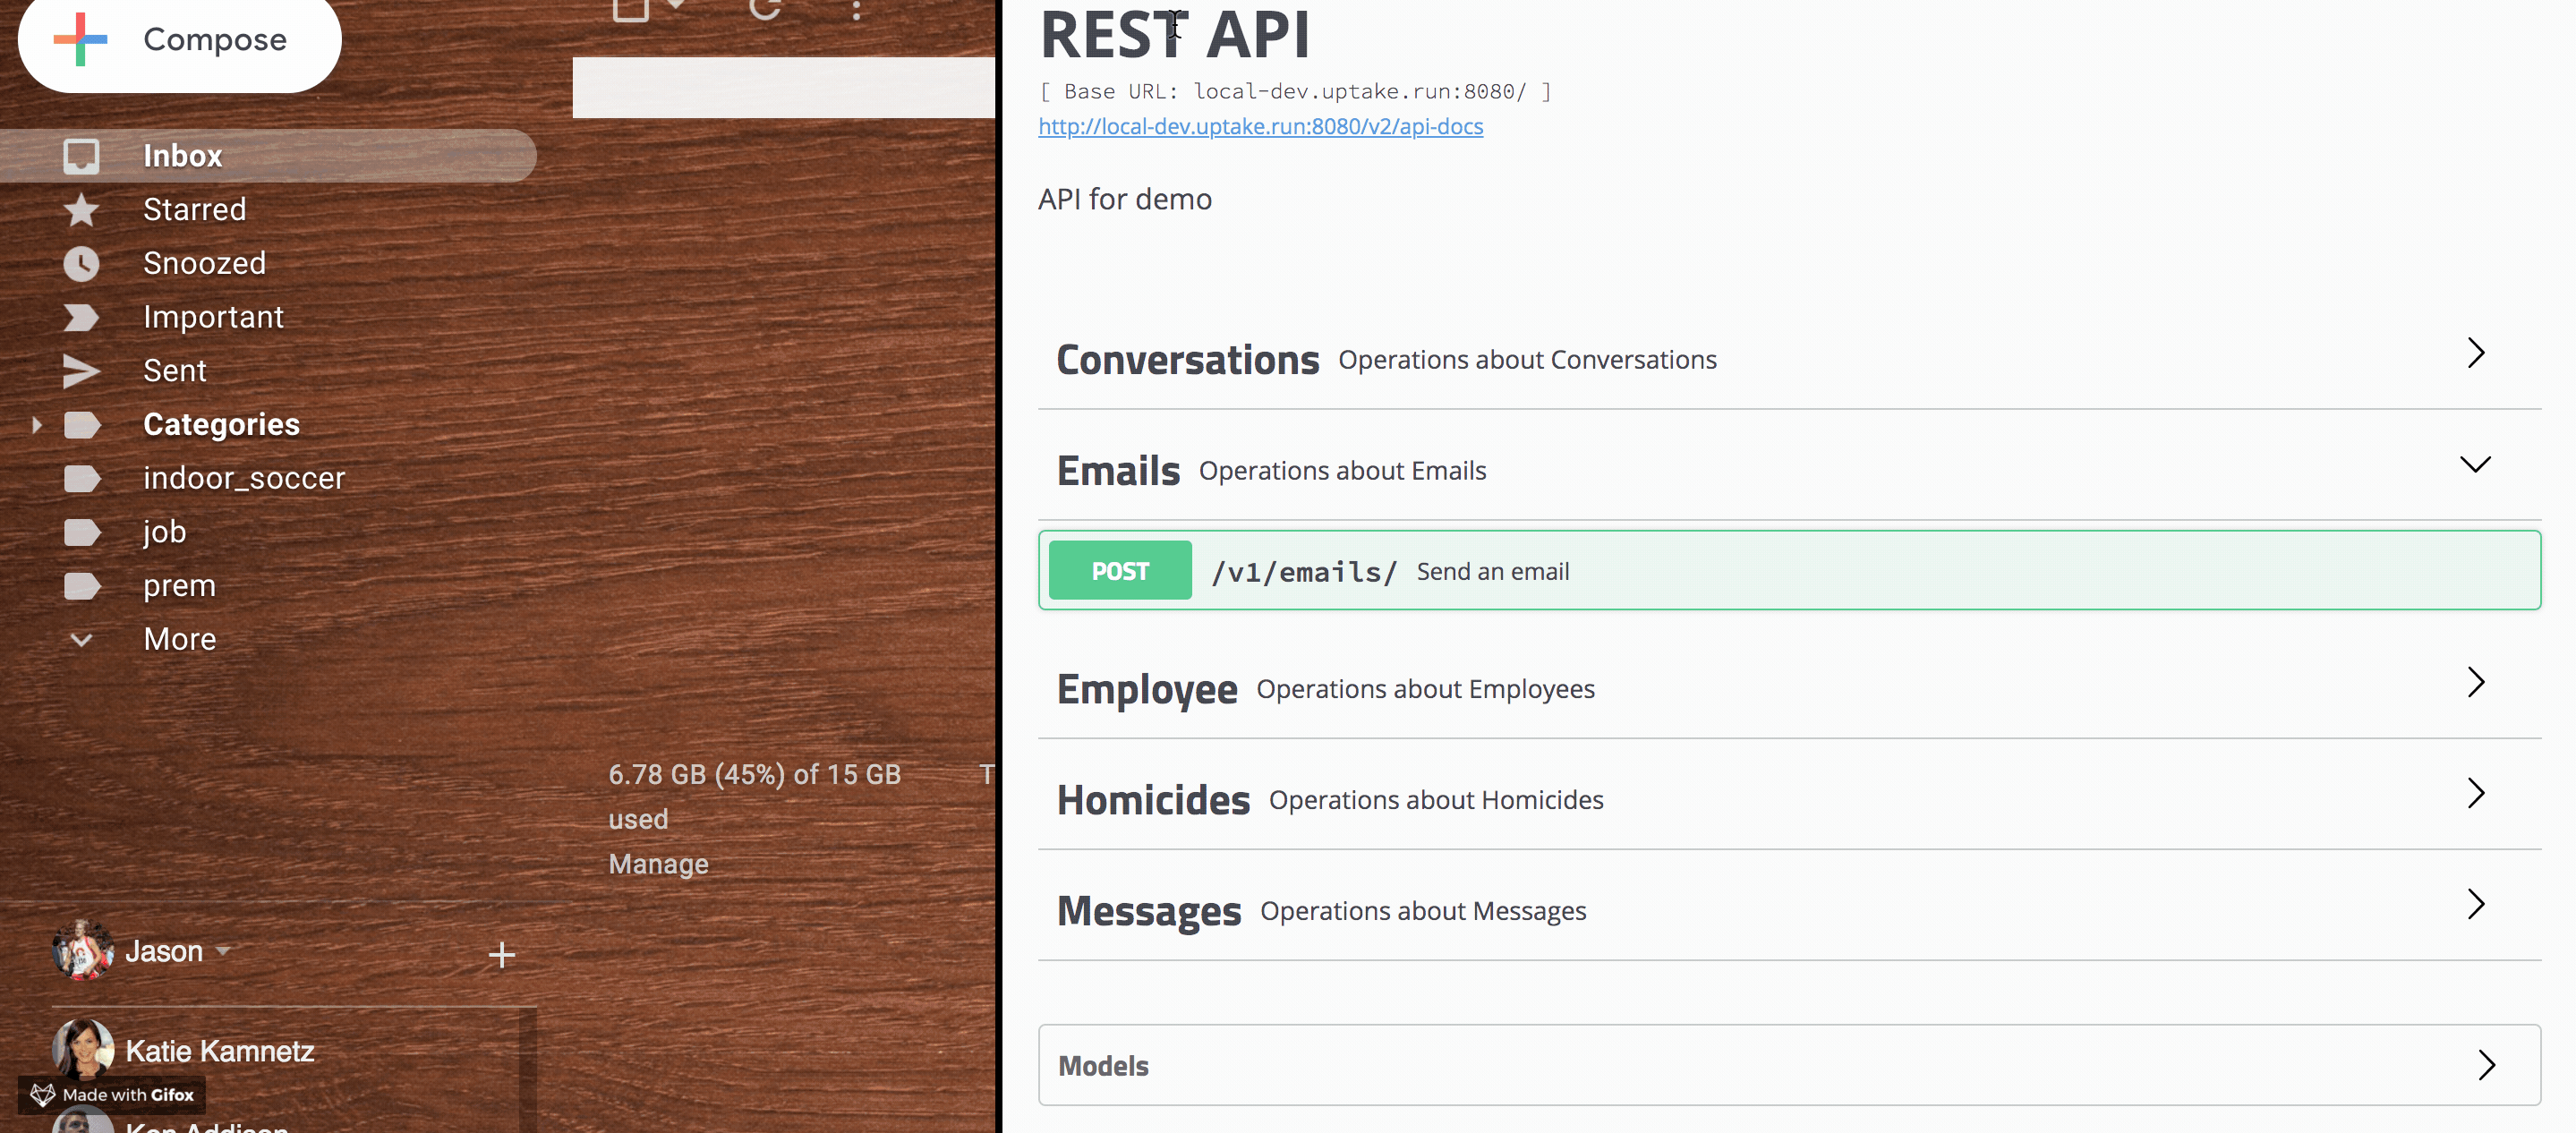 Compose
Inbox
Starred
Snoozed
Important
Sent
Categories
indoor_soccer
job
prem
More
6.78 GB (45%) of 15 GB
used
Manage
T
Jason
Katie Kamnetz
Made with Gifox
Ken Addison
REST API
[ Base URL: local-dev.uptake.run:8080/ ]
http://local-dev.uptake.run:8080/v2/api-docs
API for demo
Conversations Operations about Conversations
Emails Operations about Emails
POST /v1/emails/ Send an email
Employee Operations about Employees
Homicides Operations about Homicides
Messages Operations about Messages
Models